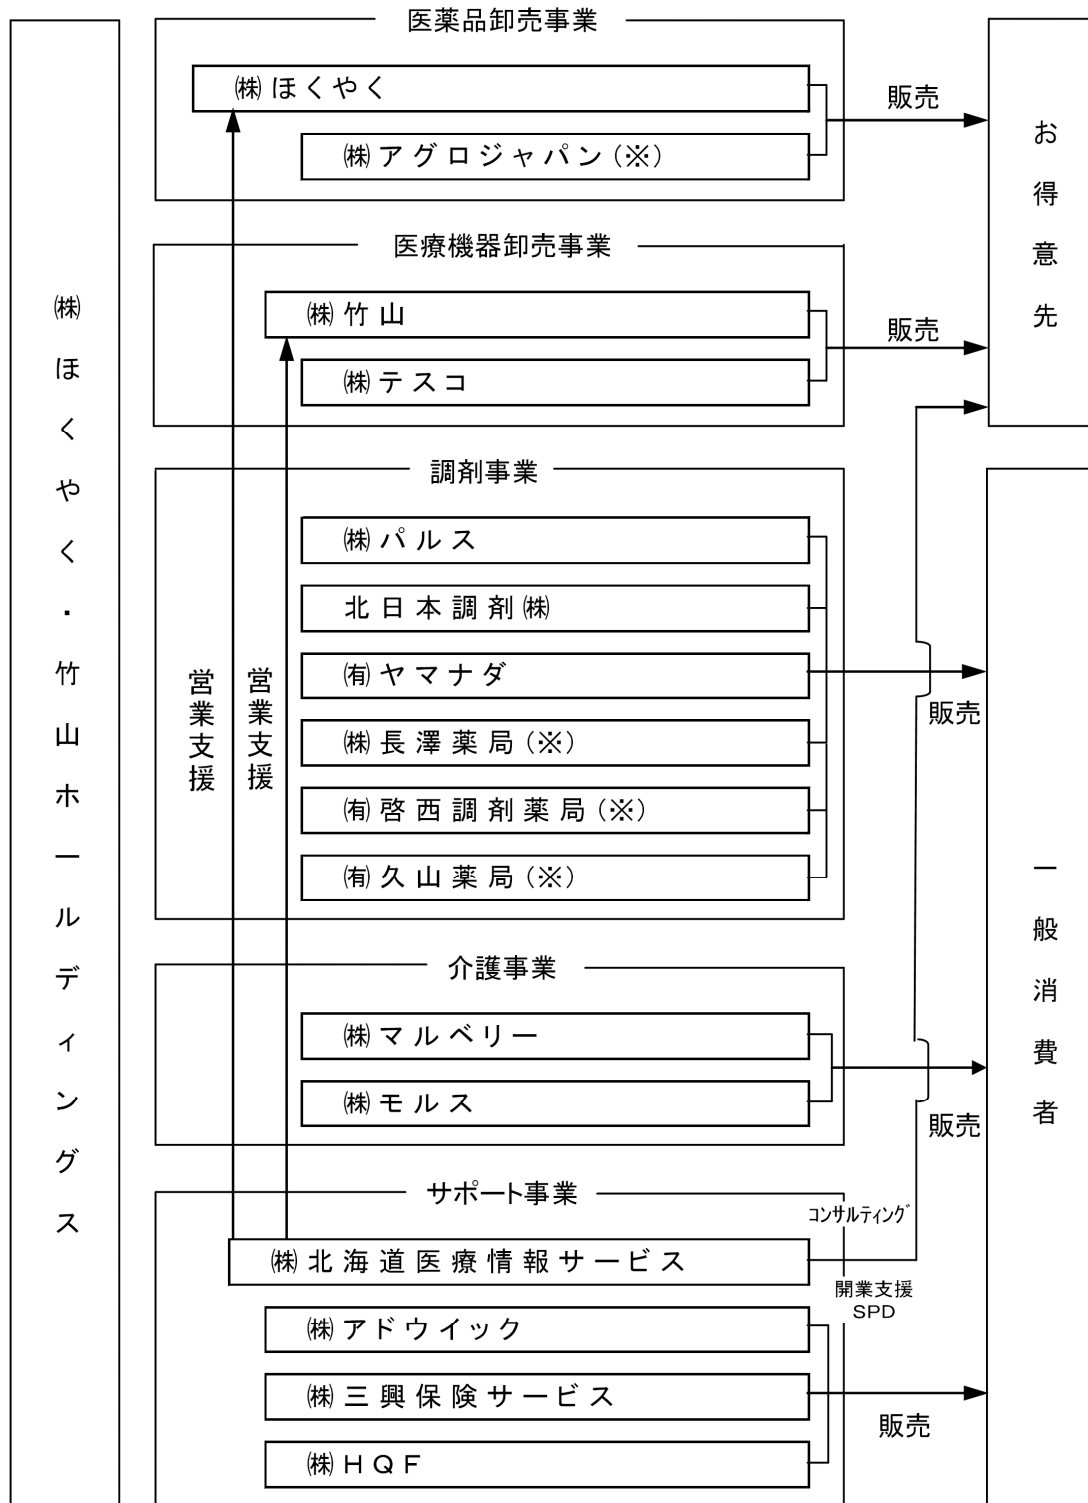 ㈱ほくやく・竹山ホールディングス
医薬品卸売事業
㈱ほくやく
㈱アグロジャパン(※)
販売
お得意先
医療機器卸売事業
㈱竹山
㈱テスコ
販売
調剤事業
㈱パルス
北日本調剤㈱
㈲ヤマナダ
㈱長澤薬局(※)
㈲啓西調剤薬局(※)
㈲久山薬局(※)
販売
営業支援
営業支援
一般消費者
介護事業
㈱マルベリー
㈱モルス
販売
サポート事業
コンサルティング
㈱北海道医療情報サービス
開業支援
SPD
㈱アドウイック
㈱三興保険サービス
㈱HQF
販売